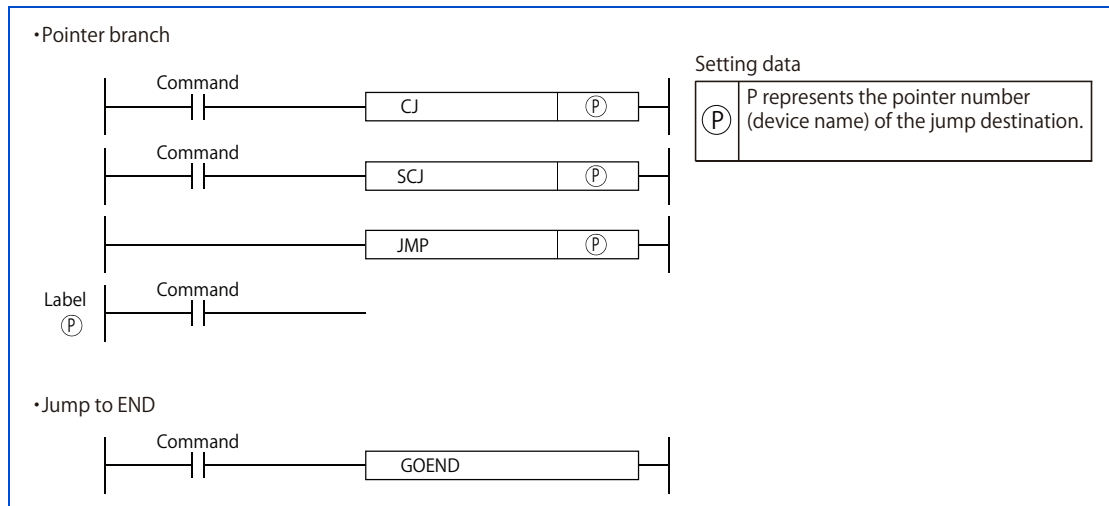 ・Pointer branch
Command
CJ Ⓟ
Command
SCJ Ⓟ
JMP Ⓟ
Label
Ⓟ
Command
Setting data
Ⓟ P represents the pointer number
(device name) of the jump destination.
・Jump to END
Command
GOEND